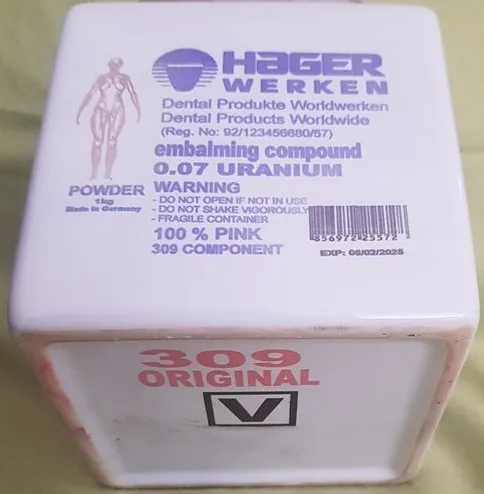 HAGER
WERKEN
Dental Produkte Worldwerken
Dental Products Worldwide
(Reg. No: 92/123456680/57)
embalming compound
0.07 URANIUM
POWDER
1kg
Made in Germany
WARNING
- DO NOT OPEN IF NOT IN USE
- DO NOT SHAKE VIGOROUSLY
- FRAGILE CONTAINER
100 % PINK
309 COMPONENT
856972 25572
EXP: 06/02/2025
309
ORIGINAL
V